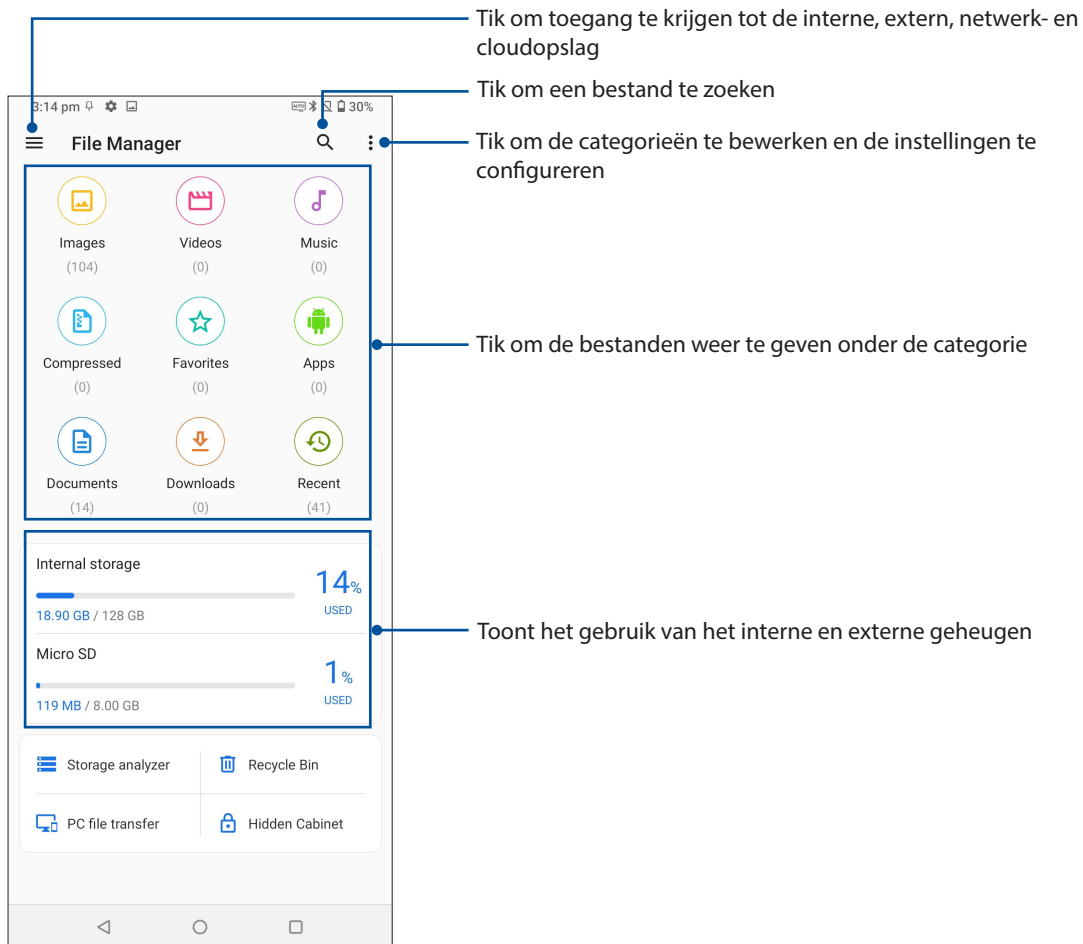 Tik om toegang te krijgen tot de interne, extern, netwerk- en
cloudopslag
Tik om een bestand te zoeken
3:14 pm
30%
File Manager
Tik om de categorieën te bewerken en de instellingen te
configureren
Images
Videos
Music
(104)
(0)
(0)
Compressed
Favorites
Apps
(0)
(0)
(0)
Tik om de bestanden weer te geven onder de categorie
Documents
Downloads
Recent
(14)
(0)
(41)
Internal storage
14%
USED
18.90 GB / 128 GB
Toont het gebruik van het interne en externe geheugen
Micro SD
1%
USED
119 MB / 8.00 GB
Storage analyzer
Recycle Bin
PC file transfer
Hidden Cabinet